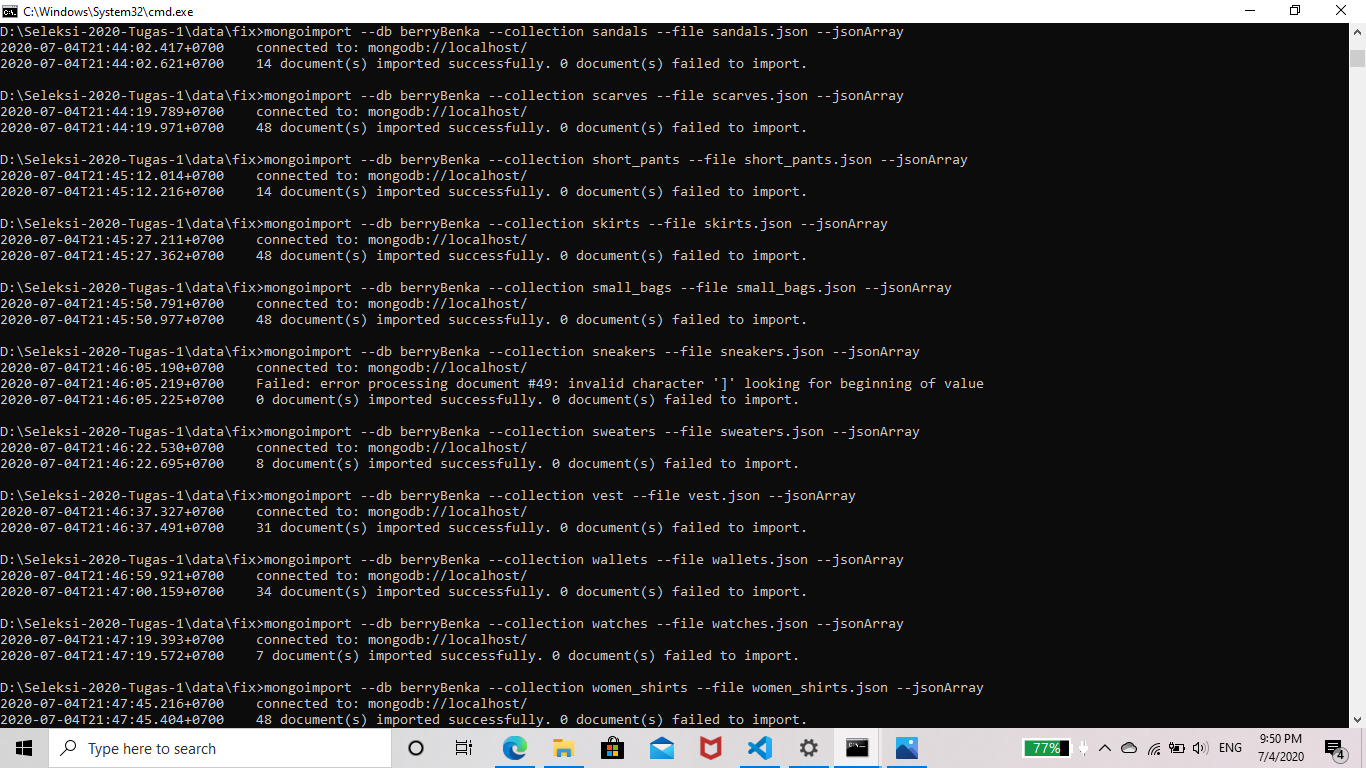 C:\Windows\System32\cmd.exe
D:\Seleksi-2020-Tugas-1\data\fix>mongoimport --db berryBenka --collection sandals --file sandals.json --jsonArray
2020-07-04T21:44:02.417+0700    connected to: mongodb://localhost/
2020-07-04T21:44:02.621+0700    14 document(s) imported successfully. 0 document(s) failed to import.
D:\Seleksi-2020-Tugas-1\data\fix>mongoimport --db berryBenka --collection scarves --file scarves.json --jsonArray
2020-07-04T21:44:19.789+0700    connected to: mongodb://localhost/
2020-07-04T21:44:19.971+0700    48 document(s) imported successfully. 0 document(s) failed to import.
D:\Seleksi-2020-Tugas-1\data\fix>mongoimport --db berryBenka --collection short_pants --file short_pants.json --jsonArray
2020-07-04T21:45:12.014+0700    connected to: mongodb://localhost/
2020-07-04T21:45:12.216+0700    14 document(s) imported successfully. 0 document(s) failed to import.
D:\Seleksi-2020-Tugas-1\data\fix>mongoimport --db berryBenka --collection skirts --file skirts.json --jsonArray
2020-07-04T21:45:27.211+0700    connected to: mongodb://localhost/
2020-07-04T21:45:27.362+0700    48 document(s) imported successfully. 0 document(s) failed to import.
D:\Seleksi-2020-Tugas-1\data\fix>mongoimport --db berryBenka --collection small_bags --file small_bags.json --jsonArray
2020-07-04T21:45:50.791+0700    connected to: mongodb://localhost/
2020-07-04T21:45:50.977+0700    48 document(s) imported successfully. 0 document(s) failed to import.
D:\Seleksi-2020-Tugas-1\data\fix>mongoimport --db berryBenka --collection sneakers --file sneakers.json --jsonArray
2020-07-04T21:46:05.190+0700    connected to: mongodb://localhost/
2020-07-04T21:46:05.219+0700    Failed: error processing document #49: invalid character ']' looking for beginning of value
2020-07-04T21:46:05.225+0700    0 document(s) imported successfully. 0 document(s) failed to import.
D:\Seleksi-2020-Tugas-1\data\fix>mongoimport --db berryBenka --collection sweaters --file sweaters.json --jsonArray
2020-07-04T21:46:22.530+0700    connected to: mongodb://localhost/
2020-07-04T21:46:22.695+0700    8 document(s) imported successfully. 0 document(s) failed to import.
D:\Seleksi-2020-Tugas-1\data\fix>mongoimport --db berryBenka --collection vest --file vest.json --jsonArray
2020-07-04T21:46:37.327+0700    connected to: mongodb://localhost/
2020-07-04T21:46:37.491+0700    31 document(s) imported successfully. 0 document(s) failed to import.
D:\Seleksi-2020-Tugas-1\data\fix>mongoimport --db berryBenka --collection wallets --file wallets.json --jsonArray
2020-07-04T21:46:59.921+0700    connected to: mongodb://localhost/
2020-07-04T21:47:00.159+0700    34 document(s) imported successfully. 0 document(s) failed to import.
D:\Seleksi-2020-Tugas-1\data\fix>mongoimport --db berryBenka --collection watches --file watches.json --jsonArray
2020-07-04T21:47:19.393+0700    connected to: mongodb://localhost/
2020-07-04T21:47:19.572+0700    7 document(s) imported successfully. 0 document(s) failed to import.
D:\Seleksi-2020-Tugas-1\data\fix>mongoimport --db berryBenka --collection women_shirts --file women_shirts.json --jsonArray
2020-07-04T21:47:45.216+0700    connected to: mongodb://localhost/
2020-07-04T21:47:45.404+0700    48 document(s) imported successfully. 0 document(s) failed to import.
Type here to search
77%
ENG
9:50 PM
7/4/2020
4